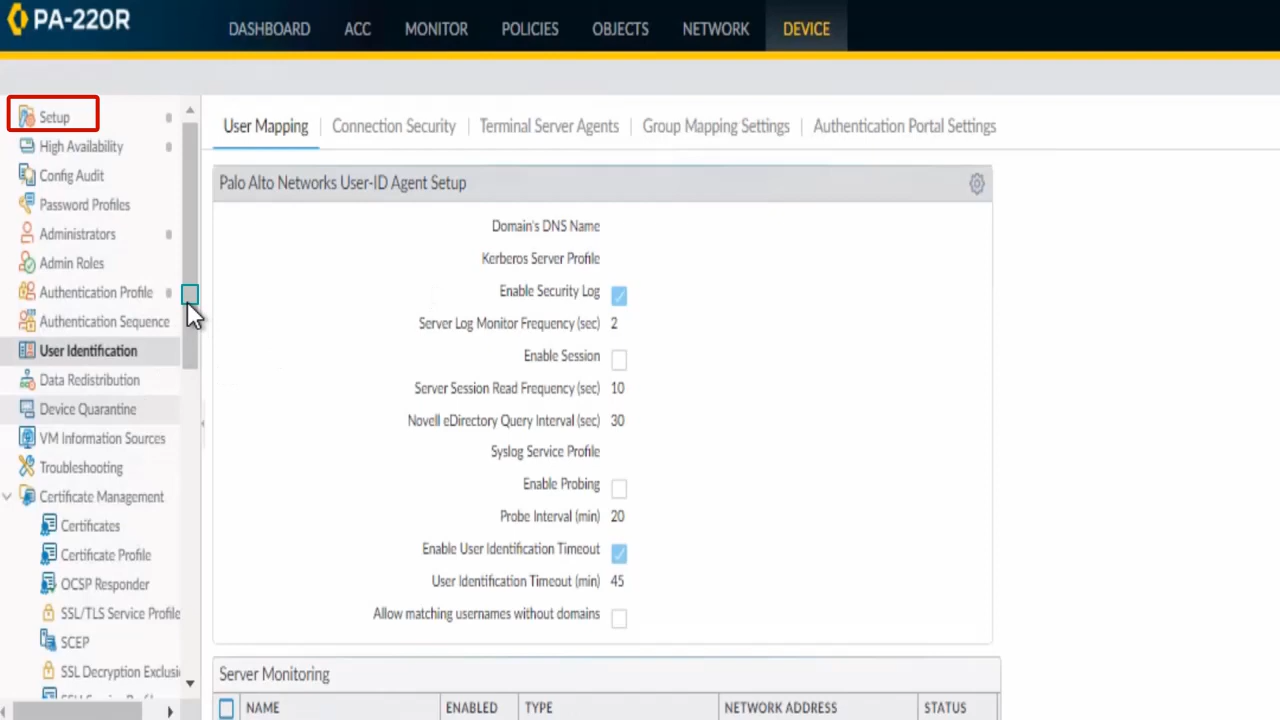 PA-220R
DASHBOARD ACC MONITOR POLICIES OBJECTS NETWORK DEVICE
Setup
High Availability
Config Audit
Password Profiles
Administrators
Admin Roles
Authentication Profile
Authentication Sequence
User Identification
Data Redistribution
Device Quarantine
VM Information Sources
Troubleshooting
Certificate Management
Certificates
Certificate Profile
OCSP Responder
SSL/TLS Service Profile
SCEP
SSL Decryption Exclusi
User Mapping Connection Security Terminal Server Agents Group Mapping Settings Authentication Portal Settings
Palo Alto Networks User-ID Agent Setup
Domain's DNS Name
Kerberos Server Profile
Enable Security Log
Server Log Monitor Frequency (sec) 2
Enable Session
Server Session Read Frequency (sec) 10
Novell eDirectory Query Interval (sec) 30
Syslog Service Profile
Enable Probing
Probe Interval (min) 20
Enable User Identification Timeout
User Identification Timeout (min) 45
Allow matching usernames without domains
Server Monitoring
NAME ENABLED TYPE NETWORK ADDRESS STATUS